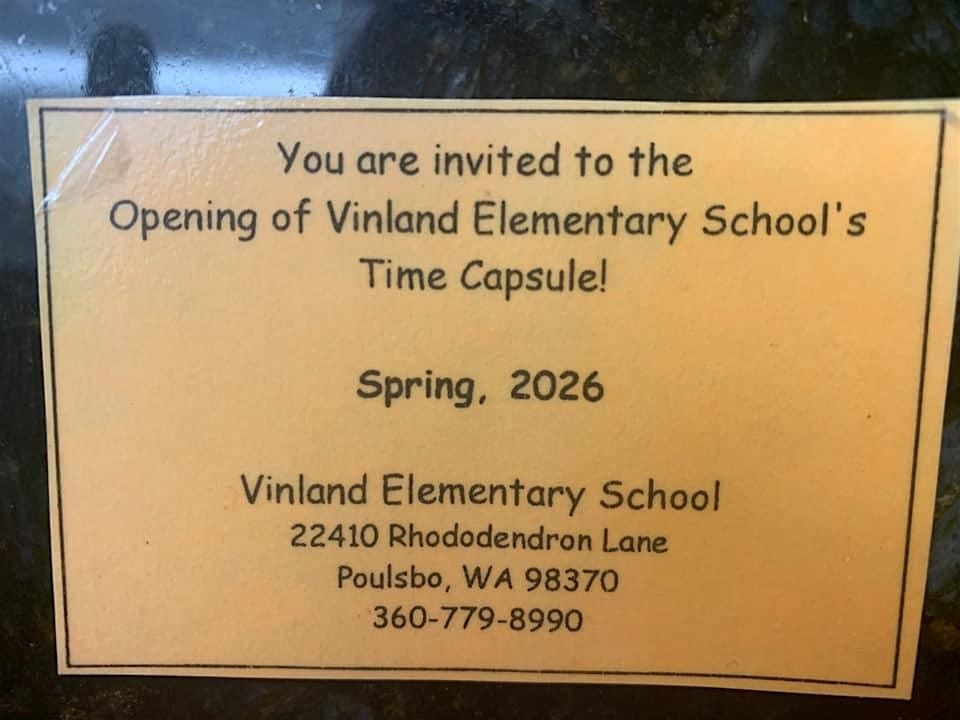 You are invited to the
Opening of Vinland Elementary School's
Time Capsule!
Spring, 2026
Vinland Elementary School
22410 Rhododendron Lane
Poulsbo, WA 98370
360-779-8990